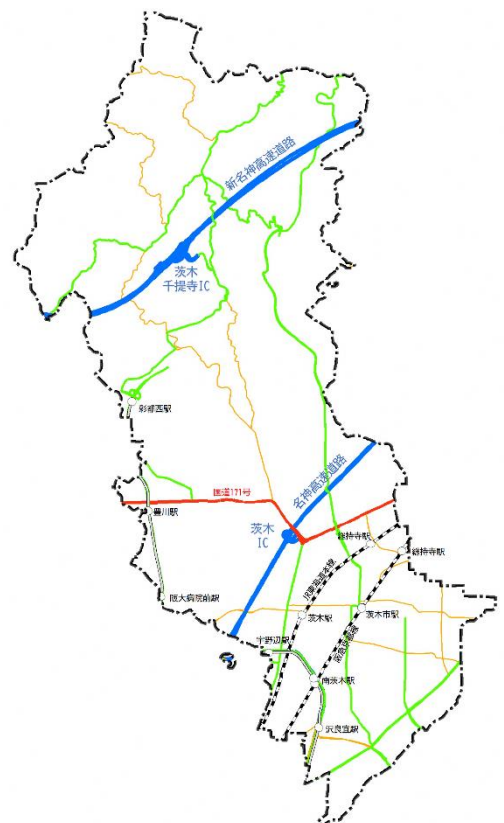 新名神高速道路
茨木
千提寺IC
彩都西駅
名神高速道路
国道171号
豊川駅
茨木
IC
総持寺駅
総持寺駅
JR東海道本線
阪大病院前駅
茨木駅
茨木市駅
阪急京都線
宇野辺駅
南茨木駅
沢良宜駅